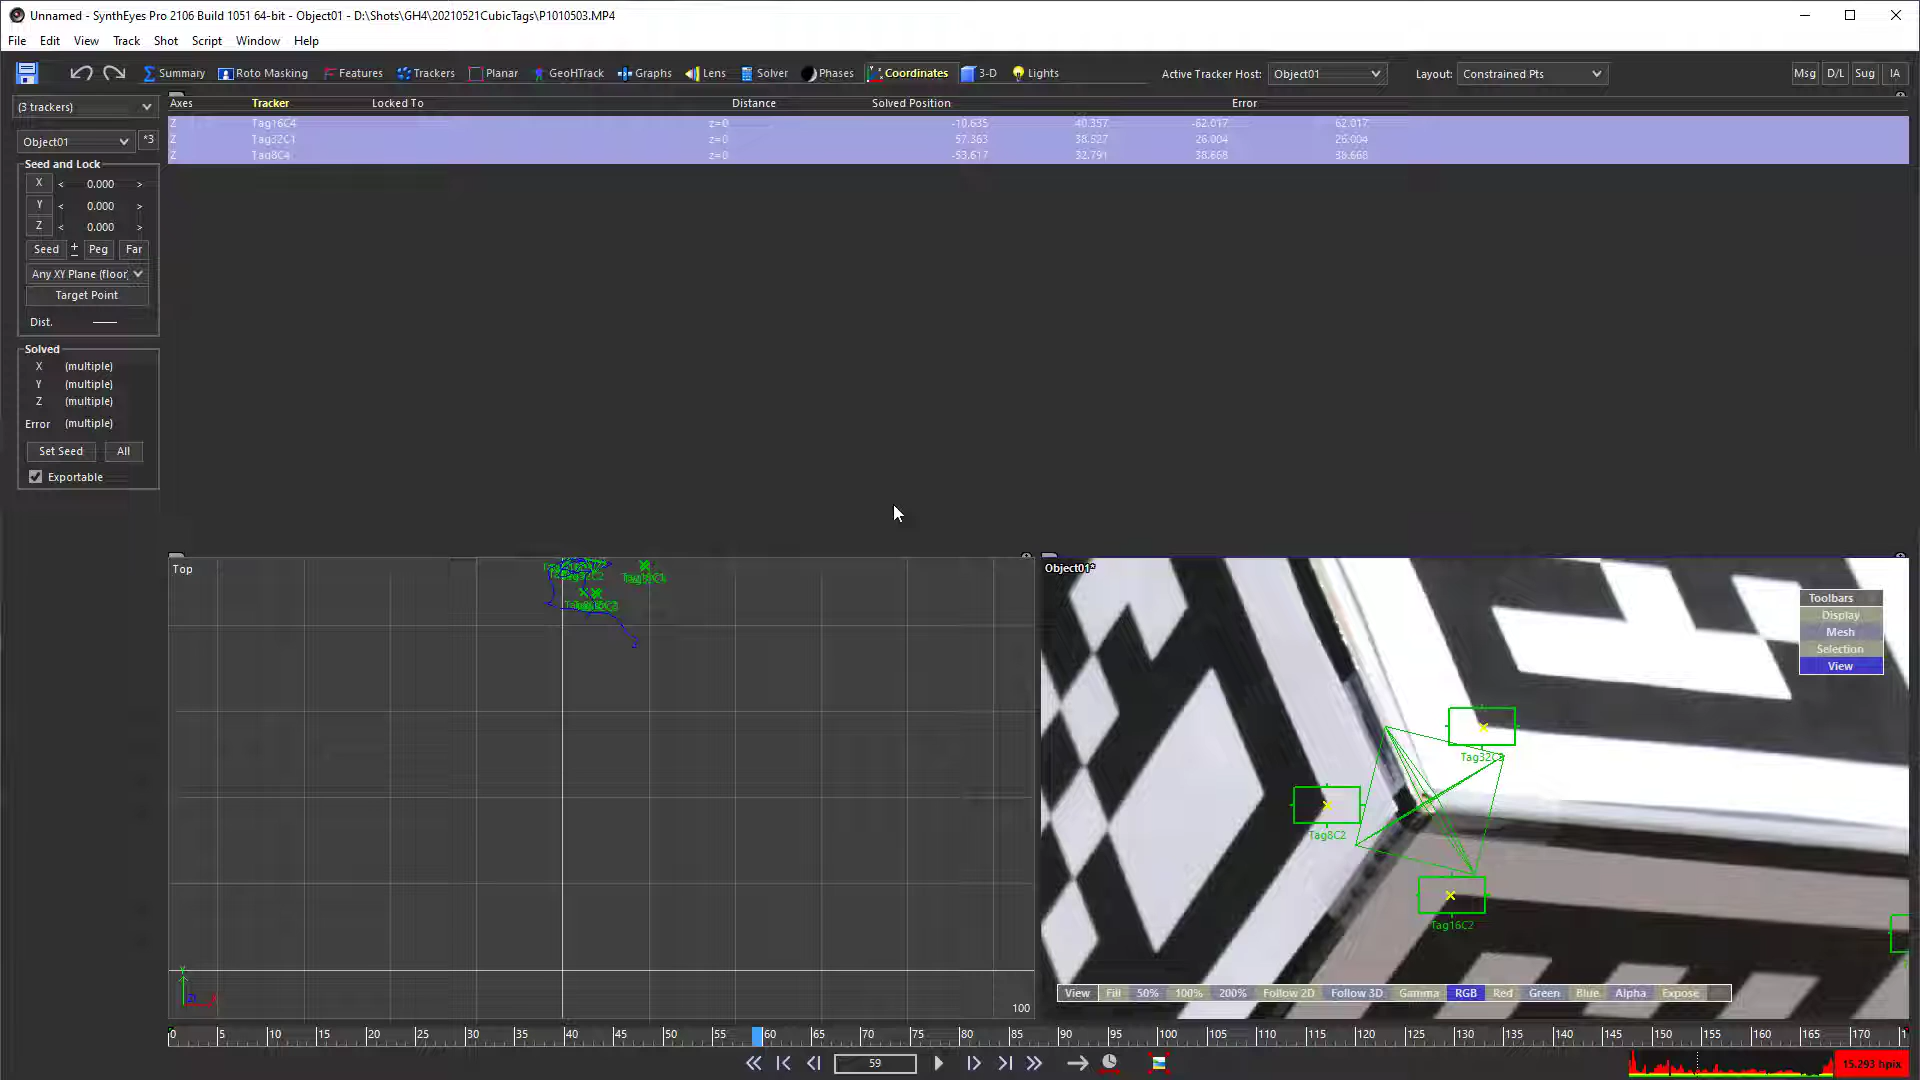 Unnamed - SynthEyes Pro 2106 Build 1051 64-bit - Object01 - D:\Shots\GH4\20210521CubicTags\P1010503.MP4
File Edit View Track Shot Script Window Help
Summary Roto Masking Features Trackers Planar GeoHTrack Graphs Lens Solver Phases Coordinates 3-D Lights Active Tracker Host: Object01 Layout: Constrained Pts Msg D/L Sug IA
(3 trackers) Axes Tracker Locked To Distance Solved Position Error
Z Tag16C4 z=0 -10.635 40.357 -62.017 62.017
Z Tag32C1 z=0 57.363 38.527 26.004 26.004
Z Tag8C4 z=0 -53.617 32.791 38.668 38.668
Object01 *3
Seed and Lock
X < 0.000 >
Y < 0.000 >
Z < 0.000 >
Seed + Peg Far
Any XY Plane (floor
Target Point
Dist. ——
Solved
X (multiple)
Y (multiple)
Z (multiple)
Error (multiple)
Set Seed All
Exportable
Top
100
Object01*
Toolbars
Display
Mesh
Selection
View
Tag8C2
Tag16C2
View Fill 50% 100% 200% Follow 2D Follow 3D Gamma RGB Red Green Blue Alpha Expose
0 5 10 15 20 25 30 35 40 45 50 55 60 65 70 75 80 85 90 95 100 105 110 115 120 125 130 135 140 145 150 155 160 165 170
59
15.293 hpix